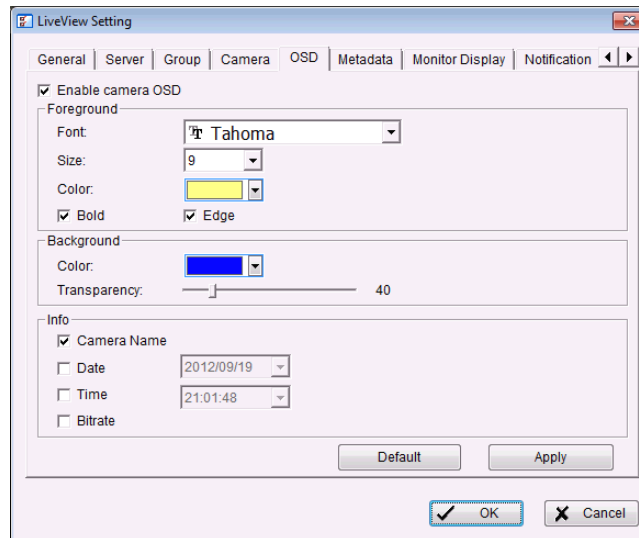 LiveView Setting
General Server Group Camera OSD Metadata Monitor Display Notification
Enable camera OSD
Foreground
Font: Tahoma
Size: 9
Color:
Bold Edge
Background
Color:
Transparency: 40
Info
Camera Name
Date 2012/09/19
Time 21:01:48
Bitrate
Default Apply
OK Cancel